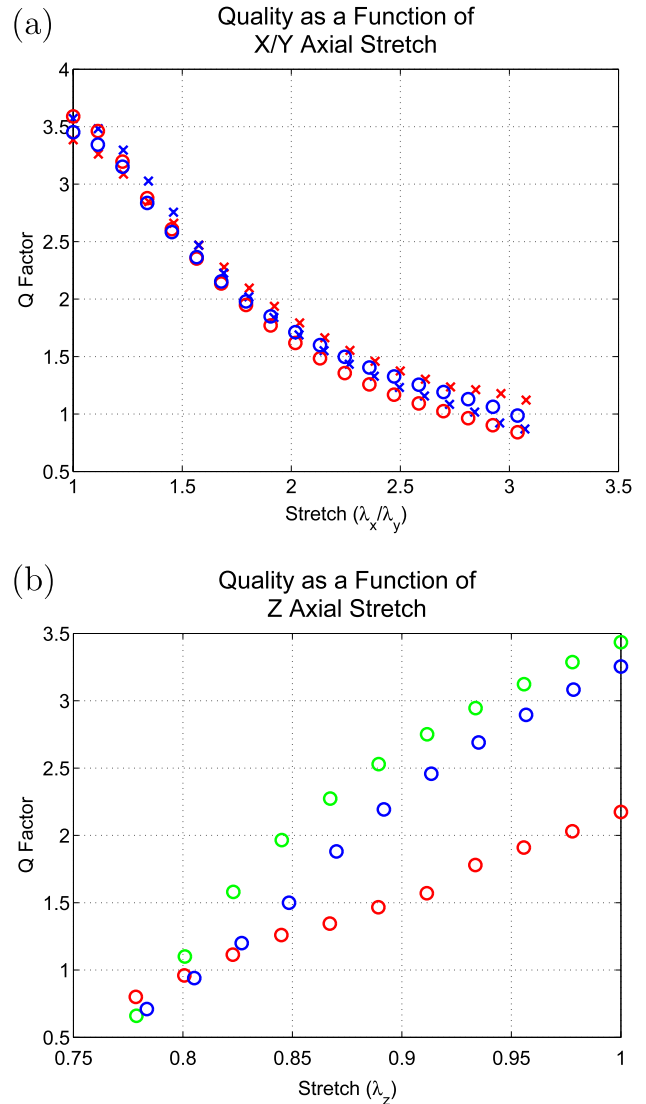 (a)
Quality as a Function of
X/Y Axial Stretch
4
3.5
3
2.5
2
1.5
1
0.5
Q Factor
1
1.5
2
2.5
3
3.5
Stretch (λx/λy)
(b)
Quality as a Function of
Z Axial Stretch
3.5
3
2.5
2
1.5
1
0.5
Q Factor
0.75
0.8
0.85
0.9
0.95
1
Stretch (λz)